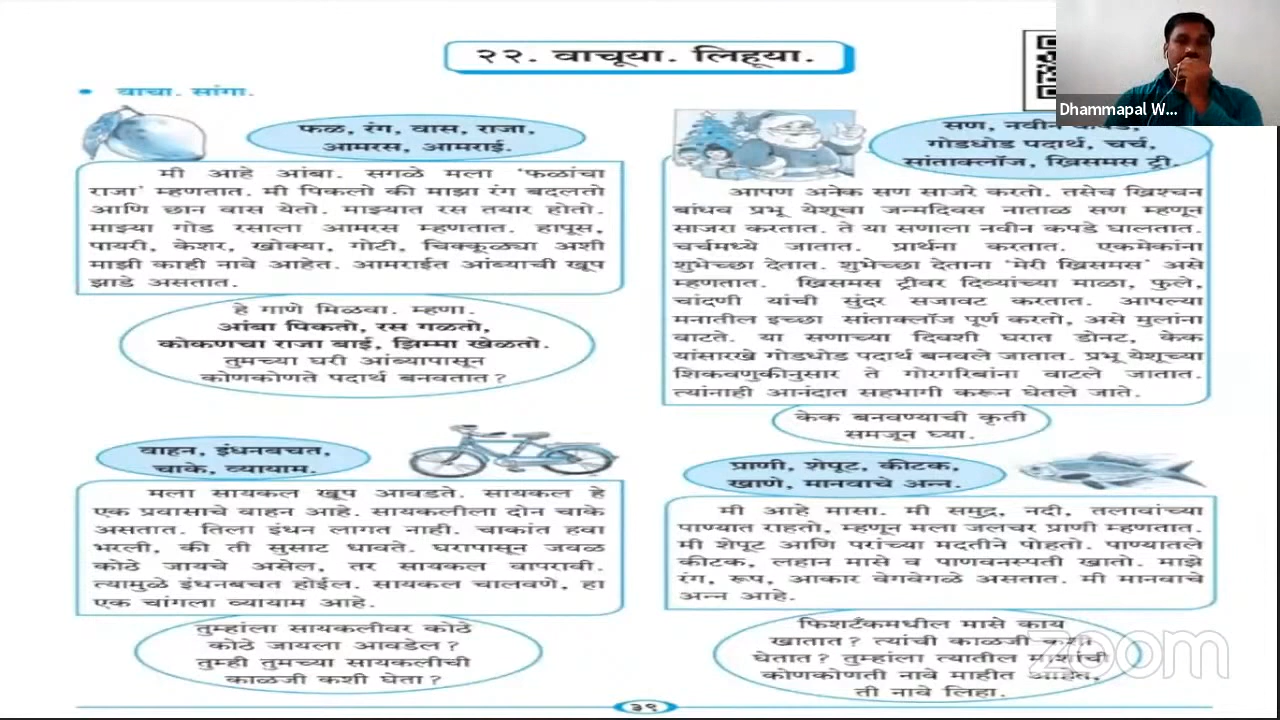 २२. वाचूया. लिहूया.
Dhammapal W...
• वाचा. सांगा.
फळ, रंग, वास, राजा,
आमरस, आमराई.
मी आहे आंबा. सगळे मला ‘फळांचा
राजा’ म्हणतात. मी पिकलो की माझा रंग बदलतो
आणि छान वास येतो. माझ्यात रस तयार होतो.
माझ्या गोड रसाला आमरस म्हणतात. हापूस,
पायरी, केशर, खोक्या, गोटी, चिक्कूळ्या अशी
माझी काही नावे आहेत. आमराईत आंब्याची खूप
झाडे असतात.
हे गाणे मिळवा. म्हणा.
आंबा पिकतो, रस गळतो,
कोकणचा राजा बाई, झिम्मा खेळतो.
तुमच्या घरी आंब्यापासून
कोणकोणते पदार्थ बनवतात?
वाहन, इंधनबचत,
चाके, व्यायाम.
मला सायकल खूप आवडते. सायकल हे
एक प्रवासाचे वाहन आहे. सायकलीला दोन चाके
असतात. तिला इंधन लागत नाही. चाकांत हवा
भरली, की ती सुसाट धावते. घरापासून जवळ
कोठे जायचे असेल, तर सायकल वापरावी.
त्यामुळे इंधनबचत होईल. सायकल चालवणे, हा
एक चांगला व्यायाम आहे.
तुम्हांला सायकलीवर कोठे
कोठे जायला आवडेल?
तुम्ही तुमच्या सायकलीची
काळजी कशी घेता?
सण, नवीन कपडे,
गोडधोड पदार्थ, चर्च,
सांताक्लॉज, ख्रिसमस ट्री.
आपण अनेक सण साजरे करतो. तसेच ख्रिश्चन
बांधव प्रभू येशूचा जन्मदिवस नाताळ सण म्हणून
साजरा करतात. ते या सणाला नवीन कपडे घालतात.
चर्चमध्ये जातात. प्रार्थना करतात. एकमेकांना
शुभेच्छा देतात. शुभेच्छा देताना ‘मेरी ख्रिसमस’ असे
म्हणतात. ख्रिसमस ट्रीवर दिव्यांच्या माळा, फुले,
चांदणी यांची सुंदर सजावट करतात. आपल्या
मनातील इच्छा सांताक्लॉज पूर्ण करतो, असे मुलांना
वाटते. या सणाच्या दिवशी घरात डोनट, केक
यांसारखे गोडधोड पदार्थ बनवले जातात. प्रभू येशूच्या
शिकवणुकीनुसार ते गोरगरिबांना वाटले जातात.
त्यांनाही आनंदात सहभागी करून घेतले जाते.
केक बनवण्याची कृती
समजून घ्या.
प्राणी, शेपूट, कीटक,
खाणे, मानवाचे अन्न.
मी आहे मासा. मी समुद्र, नदी, तलावांच्या
पाण्यात राहतो, म्हणून मला जलचर प्राणी म्हणतात.
मी शेपूट आणि परांच्या मदतीने पोहतो. पाण्यातले
कीटक, लहान मासे व पाणवनस्पती खातो. माझे
रंग, रूप, आकार वेगवेगळे असतात. मी मानवाचे
अन्न आहे.
फिशटँकमधील मासे काय
खातात? त्यांची काळजी कशी
घेतात? तुम्हांला त्यातील माशांची
कोणकोणती नावे माहीत आहेत,
ती नावे लिहा.
zoom
३९